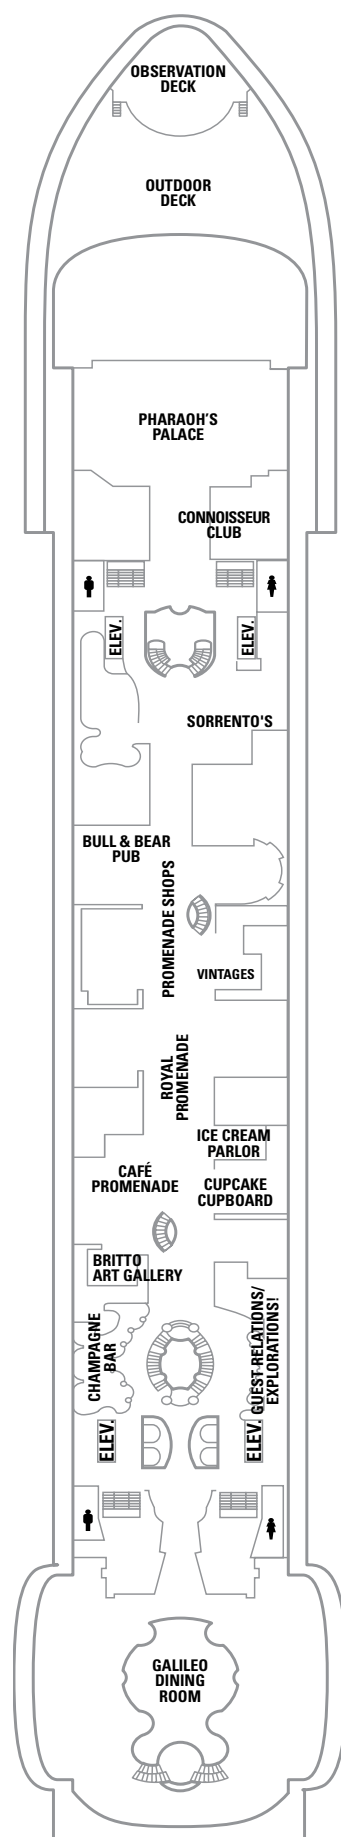 OBSERVATION
DECK
OUTDOOR
DECK
PHARAOH'S
PALACE
CONNOISSEUR
CLUB
ELEV.
ELEV.
SORRENTO'S
BULL & BEAR
PUB
PROMENADE SHOPS
VINTAGES
ROYAL
PROMENADE
ICE CREAM
PARLOR
CAFÉ
PROMENADE
CUPCAKE
CUPBOARD
BRITTO
ART GALLERY
CHAMPAGNE
BAR
GUEST RELATIONS/
EXPLORATIONS!
ELEV.
ELEV.
GALILEO
DINING
ROOM